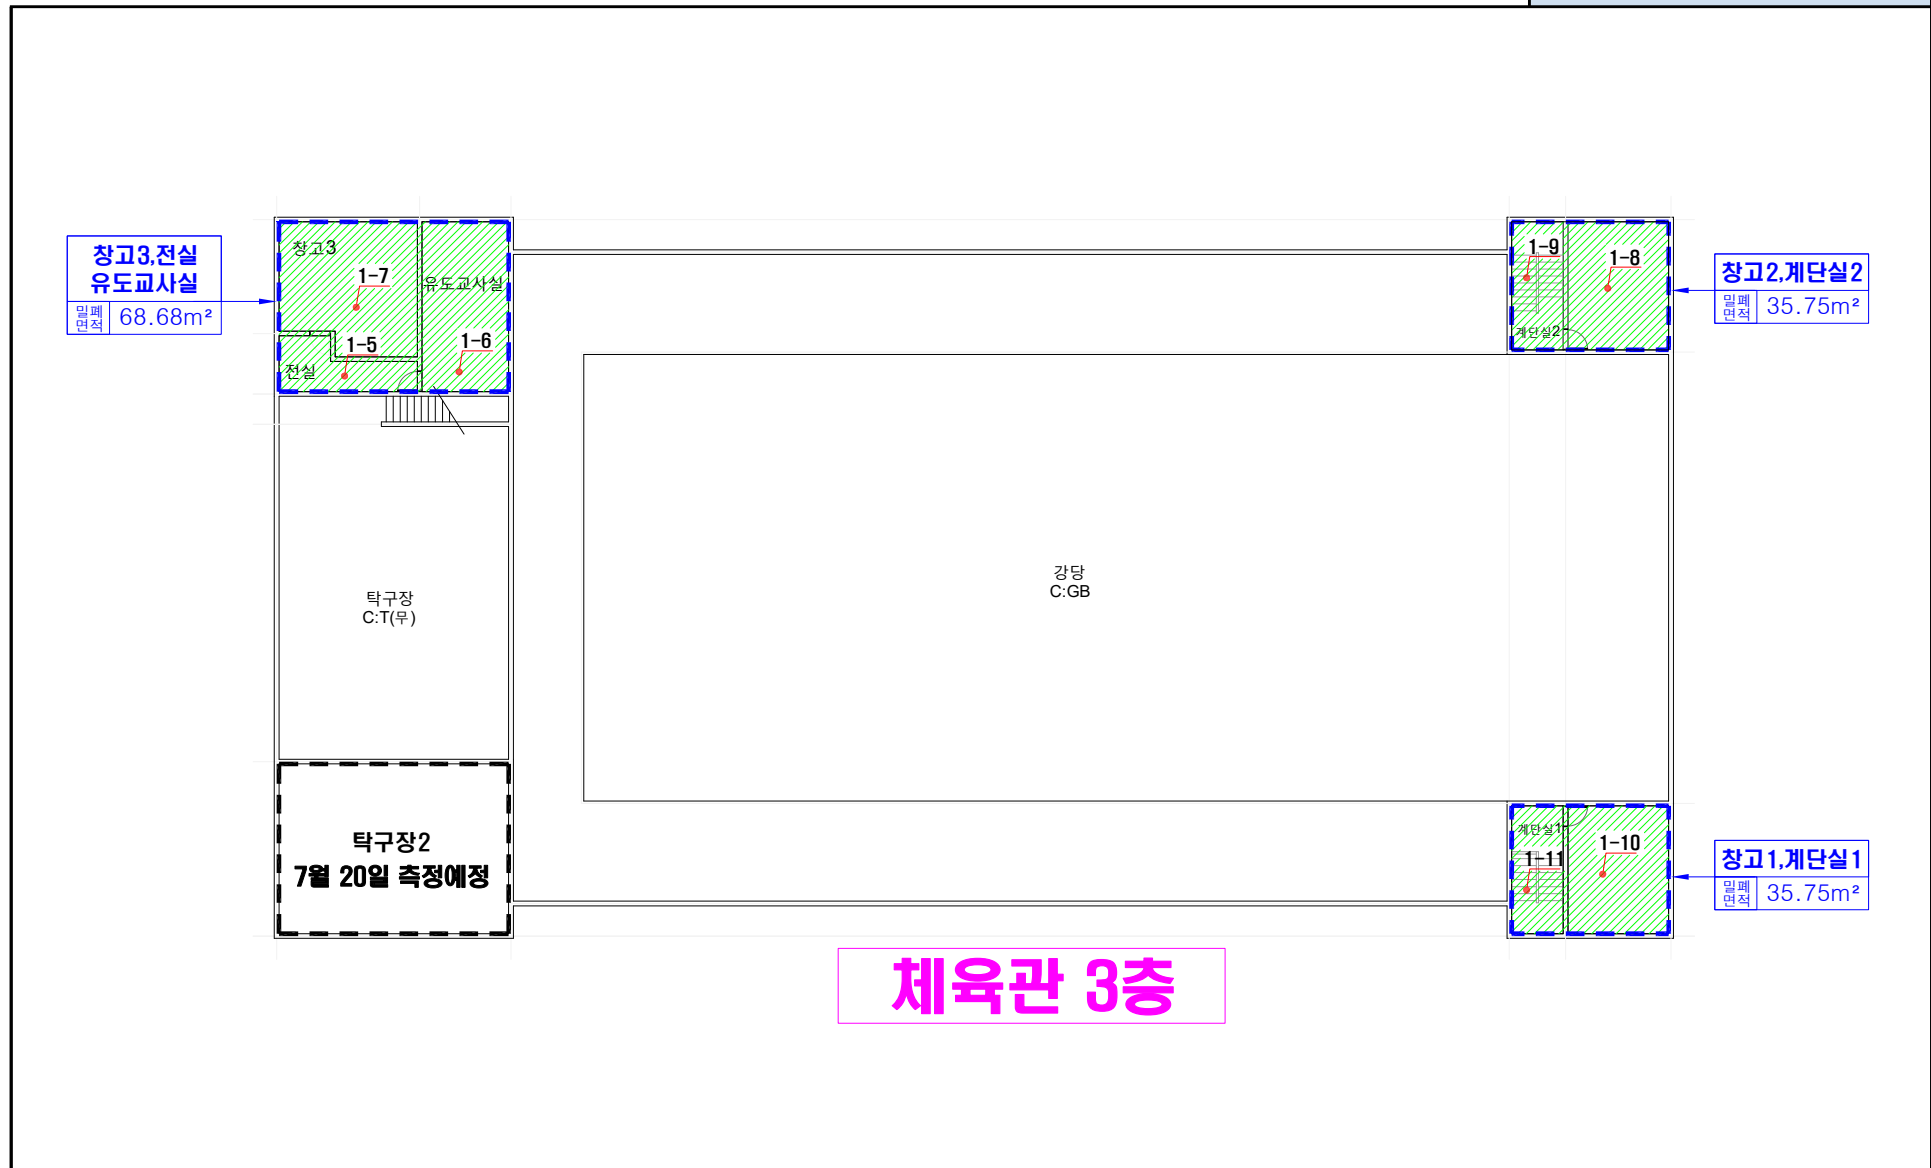 창고3,전실
유도교사실
밀폐
면적
68.68m²
창고3
1-7
유도교사실
1-5
1-6
전실
1-9
1-8
계단실2
창고2,계단실2
밀폐
면적
35.75m²
탁구장
C:T(무)
강당
C:GB
탁구장2
7월 20일 측정예정
계단실1
1-11
1-10
창고1,계단실1
밀폐
면적
35.75m²
체육관 3층